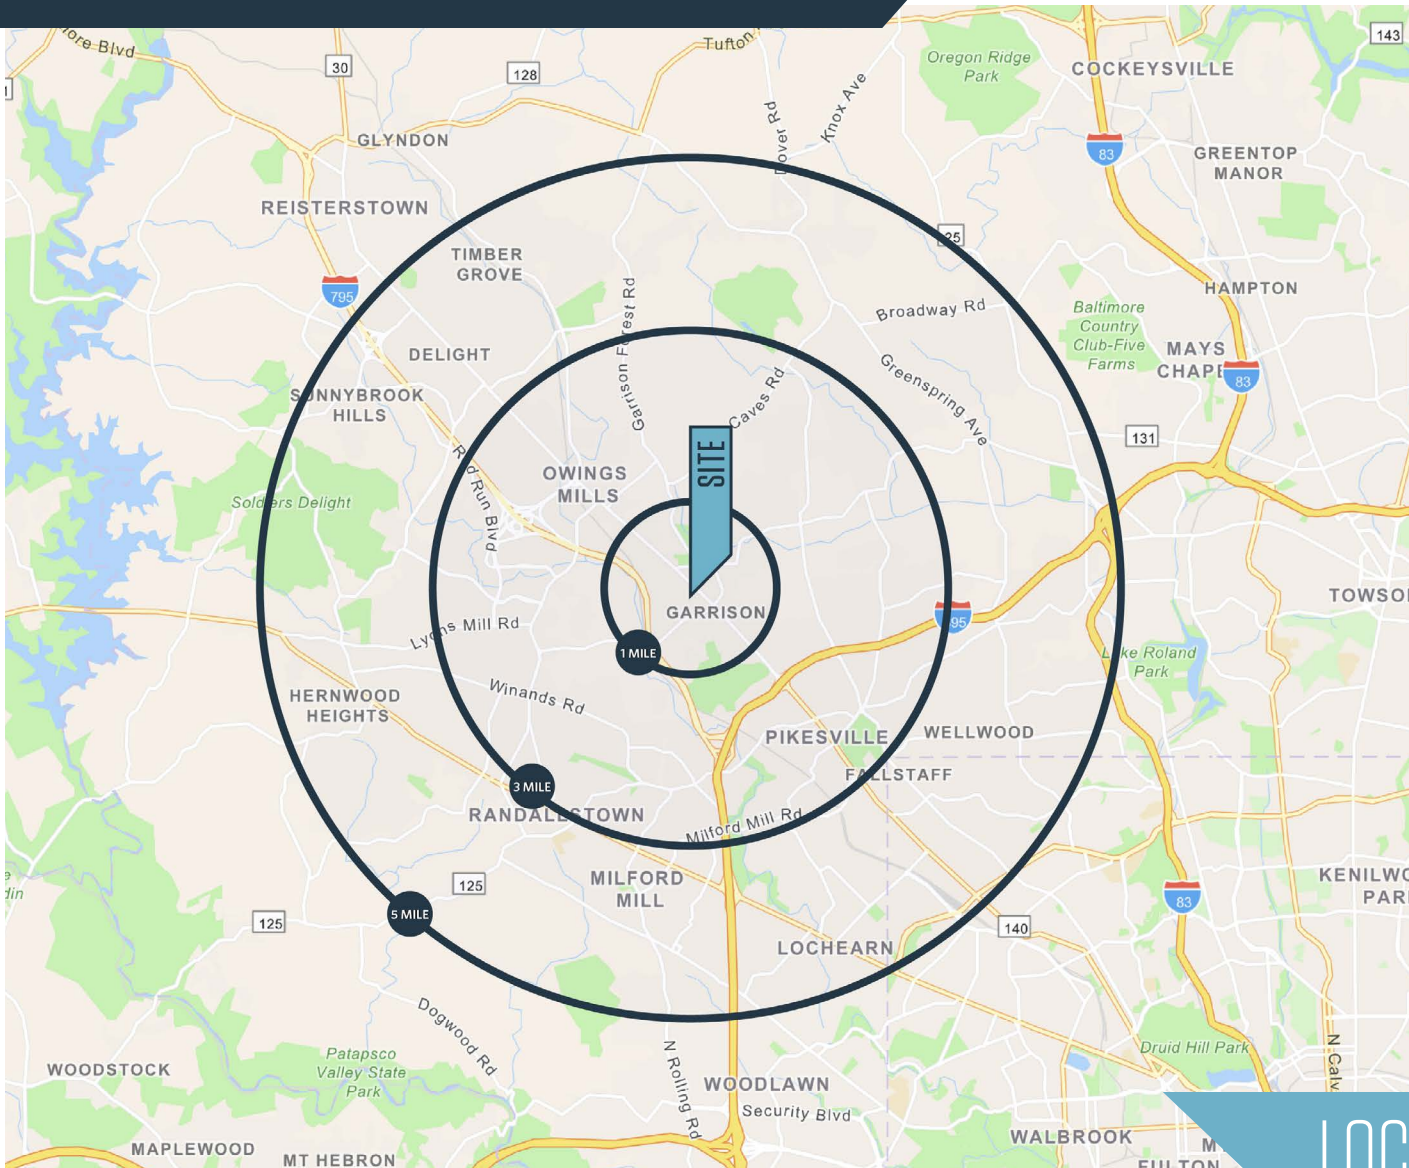 30
128
Tufton
Oregon Ridge
Park
COCKEYSVILLE
143
GLYNDON
Dover Rd
Knox Ave
83
GREENTOP
MANOR
REISTERSTOWN
25
TIMBER
GROVE
795
Garrison Forest Rd
Broadway Rd
HAMPTON
Baltimore
Country
Club-Five
Farms
MAYS
CHAPE
83
DELIGHT
Greenspring Ave
Caves Rd
SUNNYBROOK
HILLS
131
SITE
OWINGS
MILLS
Red Run Blvd
Soldiers Delight
GARRISON
TOWSO
95
Lyons Mill Rd
1 MILE
Lake Roland
Park
HERNWOOD
HEIGHTS
Winands Rd
PIKESVILLE
WELLWOOD
FALLSTAFF
3 MILE
RANDALLSTOWN
Milford Mill Rd
MILFORD
MILL
125
KENILWO
PAR
83
5 MILE
125
140
LOCHEARN
Dogwood Rd
Patapsco
Valley State
Park
WOODSTOCK
N Rolling Rd
Druid Hill Park
N Calv
WOODLAWN
Security Blvd
WALBROOK
MAPLEWOOD
MT HEBRON
FULTON
LOC